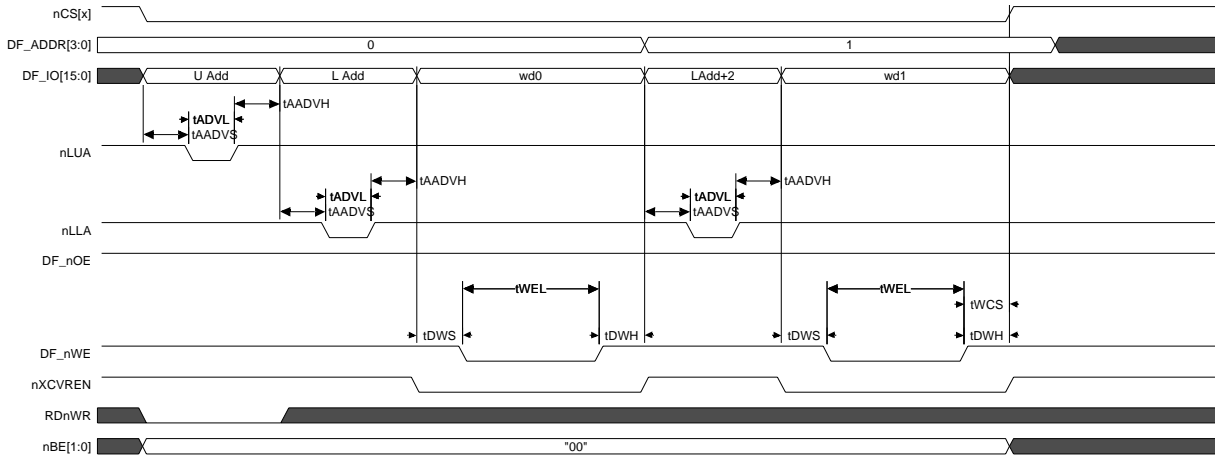 nCS[x]
DF_ADDR[3:0] 0 1
DF_IO[15:0] U Add L Add wd0 LAdd+2 wd1
tAADVH
tADVL
tAADVS
nLUA
tAADVH tAADVH
tADVL tADVL
tAADVS tAADVS
nLLA
DF_nOE
tWEL tWEL
tWCS
tDWS tDWH tDWS tDWH
DF_nWE
nXCVREN
RDnWR
nBE[1:0] "00"